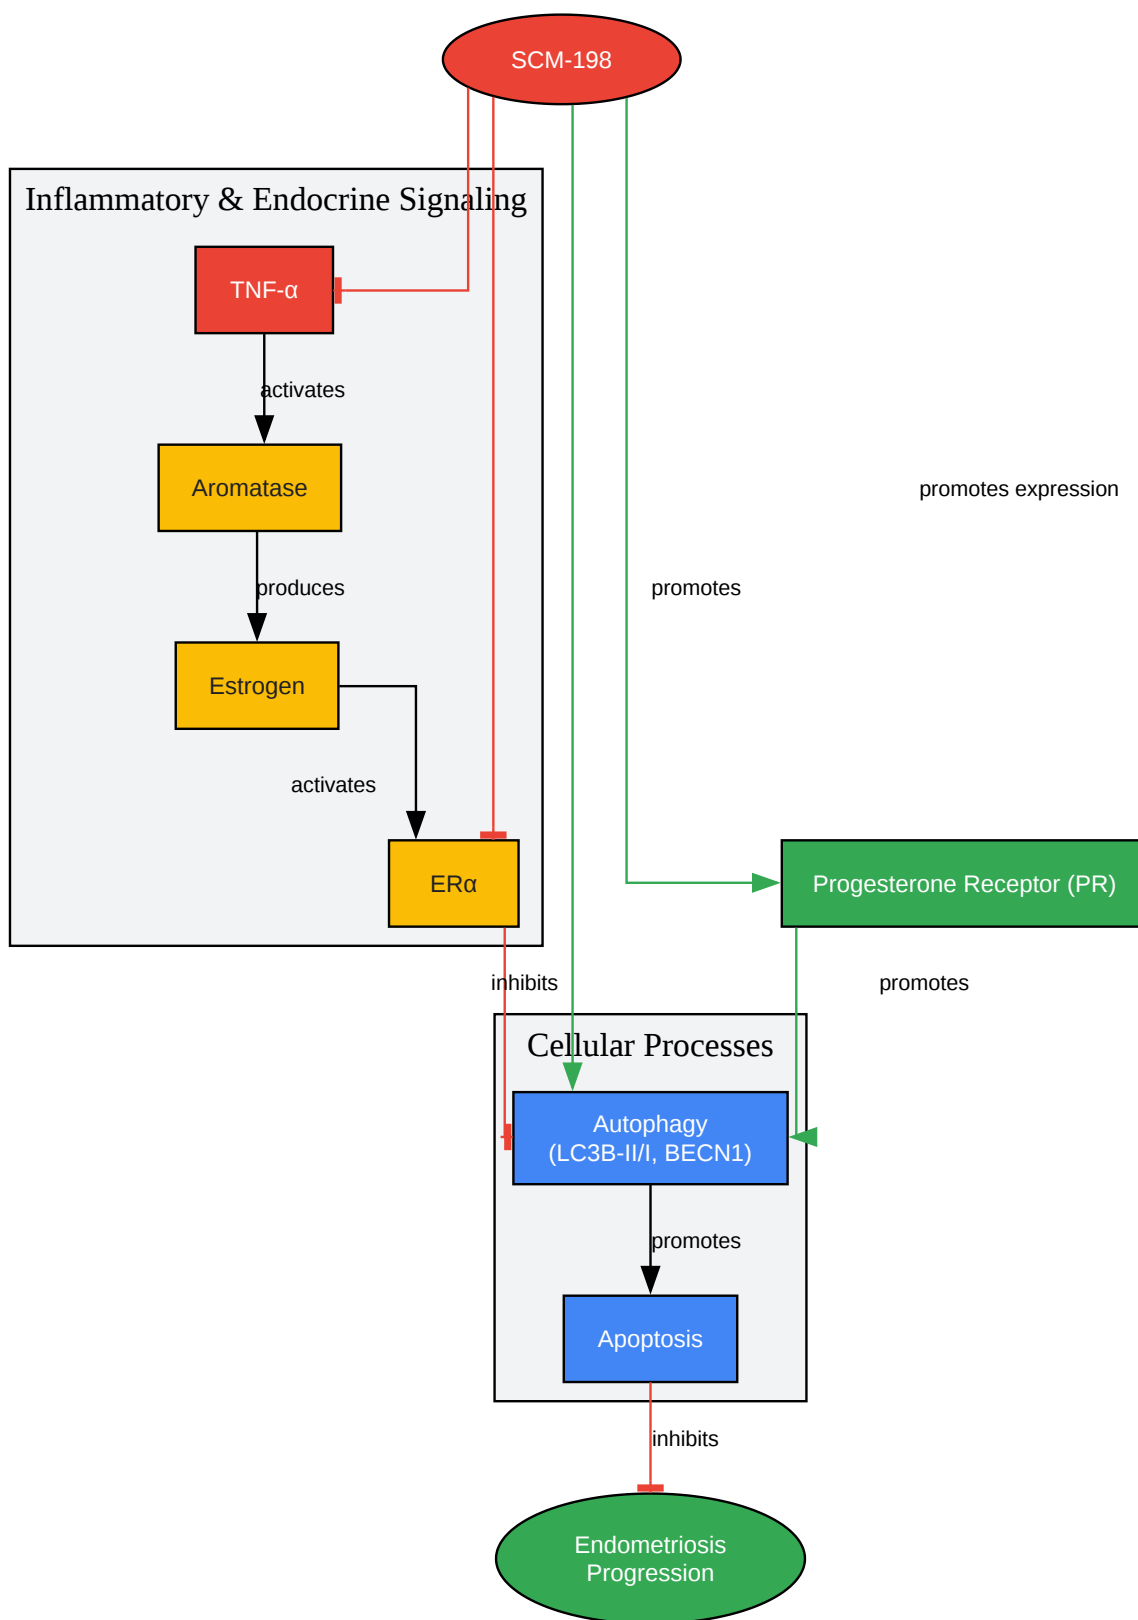 SCM-198
Inflammatory & Endocrine Signaling
TNF-α
activates
Aromatase
promotes expression
produces
promotes
Estrogen
activates
ERα
Progesterone Receptor (PR)
inhibits
promotes
Cellular Processes
Autophagy
(LC3B-II/I, BECN1)
promotes
Apoptosis
inhibits
Endometriosis
Progression